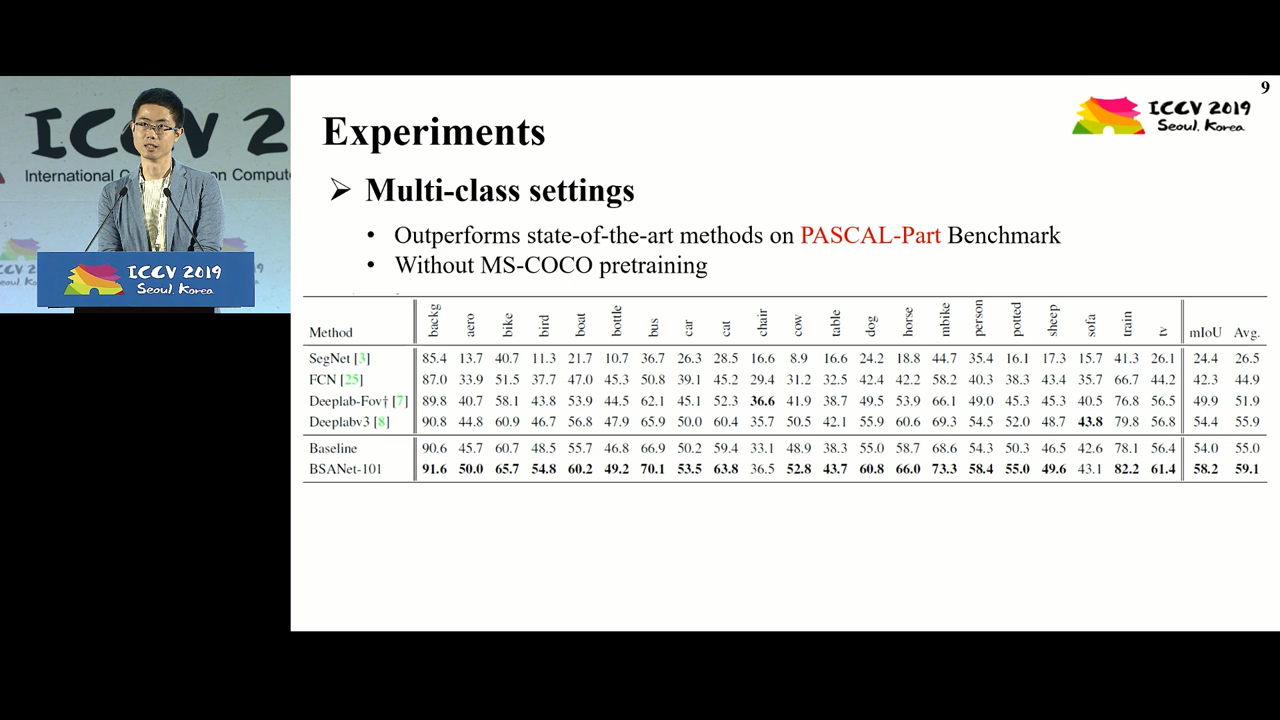 9
ICCV 2019
Seoul, Korea
Experiments
➢ Multi-class settings
• Outperforms state-of-the-art methods on PASCAL-Part Benchmark
• Without MS-COCO pretraining
Method backg aero bike bird boat bottle bus car cat chair cow table dog horse mbike person potted sheep sofa train tv mIoU Avg.
SegNet [3] 85.4 13.7 40.7 11.3 21.7 10.7 36.7 26.3 28.5 16.6 8.9 16.6 24.2 18.8 44.7 35.4 16.1 17.3 15.7 41.3 26.1 24.4 26.5
FCN [25] 87.0 33.9 51.5 37.7 47.0 45.3 50.8 39.1 45.2 29.4 31.2 32.5 42.4 42.2 58.2 40.3 38.3 43.4 35.7 66.7 44.2 42.3 44.9
Deeplab-Fov† [7] 89.8 40.7 58.1 43.8 53.9 44.5 62.1 45.1 52.3 36.6 41.9 38.7 49.5 53.9 66.1 49.0 45.3 45.3 40.5 76.8 56.5 49.9 51.9
Deeplabv3 [8] 90.8 44.8 60.9 46.7 56.8 47.9 65.9 50.0 60.4 35.7 50.5 42.1 55.9 60.6 69.3 54.5 52.0 48.7 43.8 79.8 56.8 54.4 55.9
Baseline 90.6 45.7 60.7 48.5 55.7 46.8 66.9 50.2 59.4 33.1 48.9 38.3 55.0 58.7 68.6 54.3 50.3 46.5 42.6 78.1 56.4 54.0 55.0
BSANet-101 91.6 50.0 65.7 54.8 60.2 49.2 70.1 53.5 63.8 36.5 52.8 43.7 60.8 66.0 73.3 58.4 55.0 49.6 43.1 82.2 61.4 58.2 59.1
ICCV 2
International C on Compute
ICCV 2019
Seoul, Korea